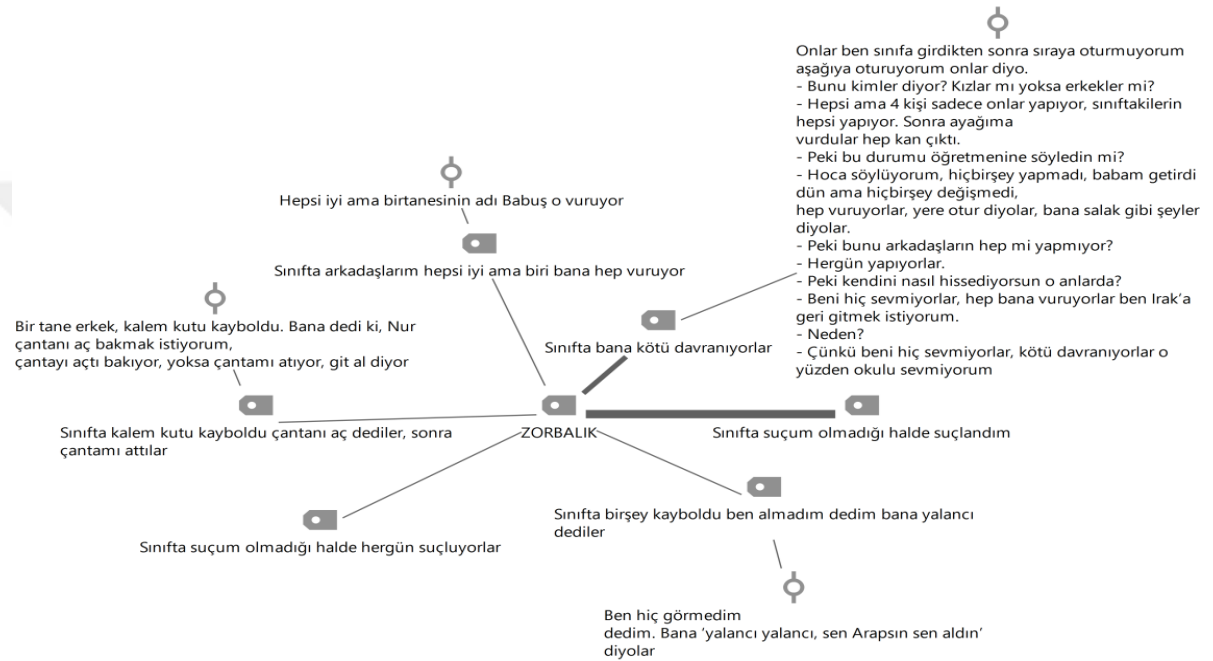 Onlar ben sınıfa girdikten sonra sıraya oturmuyorum
aşağıya oturuyorum onlar diyo.
- Bunu kimler diyor? Kızlar mı yoksa erkekler mi?
- Hepsi ama 4 kişi sadece onlar yapıyor, sınıftakilerin
hepsi yapıyor. Sonra ayağıma
vurdular hep kan çıktı.
- Peki bu durumu öğretmenine söyledin mi?
- Hoca söylüyorum, hiçbirşey yapmadı, babam getirdi
dün ama hiçbirşey değişmedi,
hep vuruyorlar, yere otur diyolar, bana salak gibi şeyler
diyolar.
- Peki bunu arkadaşların hep mi yapmıyor?
- Hergün yapıyorlar.
- Peki kendini nasıl hissediyorsun o anlarda?
- Beni hiç sevmiyorlar, hep bana vuruyorlar ben Irak’a
geri gitmek istiyorum.
- Neden?
- Çünkü beni hiç sevmiyorlar, kötü davranıyorlar o
yüzden okulu sevmiyorum
Hepsi iyi ama birtanesinin adı Babuş o vuruyor
Sınıfta arkadaşlarım hepsi iyi ama biri bana hep vuruyor
Bir tane erkek, kalem kutu kayboldu. Bana dedi ki, Nur
çantanı aç bakmak istiyorum,
çantayı açtı bakıyor, yoksa çantamı atıyor, git al diyor
Sınıfta bana kötü davranıyorlar
Sınıfta kalem kutu kayboldu çantanı aç dediler, sonra
çantamı attılar
ZORBALIK
Sınıfta suçum olmadığı halde suçlandım
Sınıfta birşey kayboldu ben almadım dedim bana yalancı
dediler
Sınıfta suçum olmadığı halde hergün suçluyorlar
Ben hiç görmedim
dedim. Bana ‘yalancı yalancı, sen Arapsın sen aldın’
diyolar